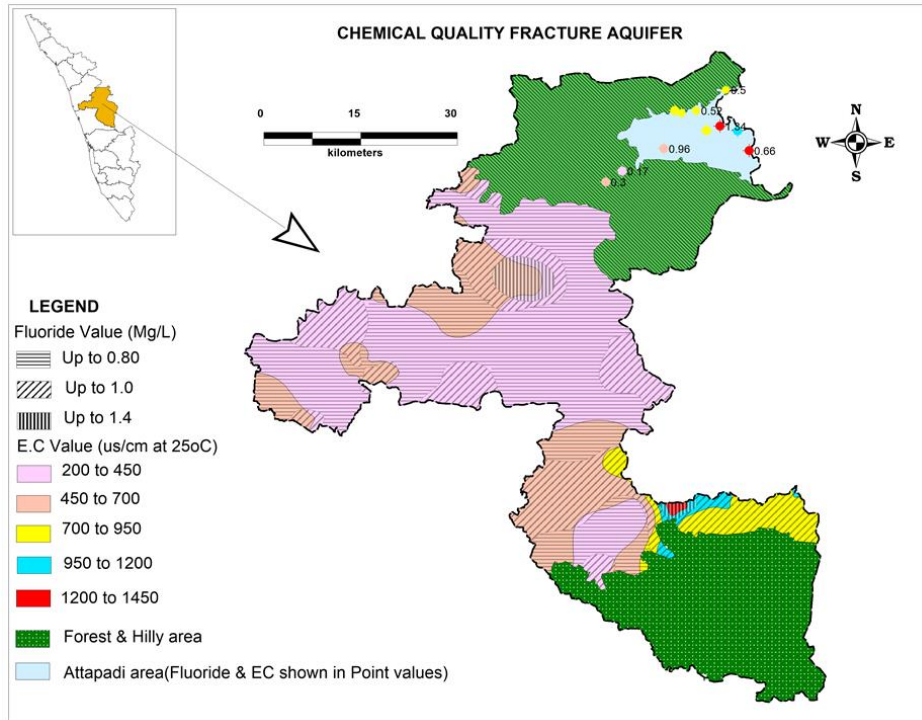 CHEMICAL QUALITY FRACTURE AQUIFER
0 15 30
kilometers
N
W E
S
0.5
0.52
1.34
0.66
0.96
0.17
0.3
LEGEND
Fluoride Value (Mg/L)
Up to 0.80
Up to 1.0
Up to 1.4
E.C Value (us/cm at 25oC)
200 to 450
450 to 700
700 to 950
950 to 1200
1200 to 1450
Forest & Hilly area
Attapadi area(Fluoride & EC shown in Point values)